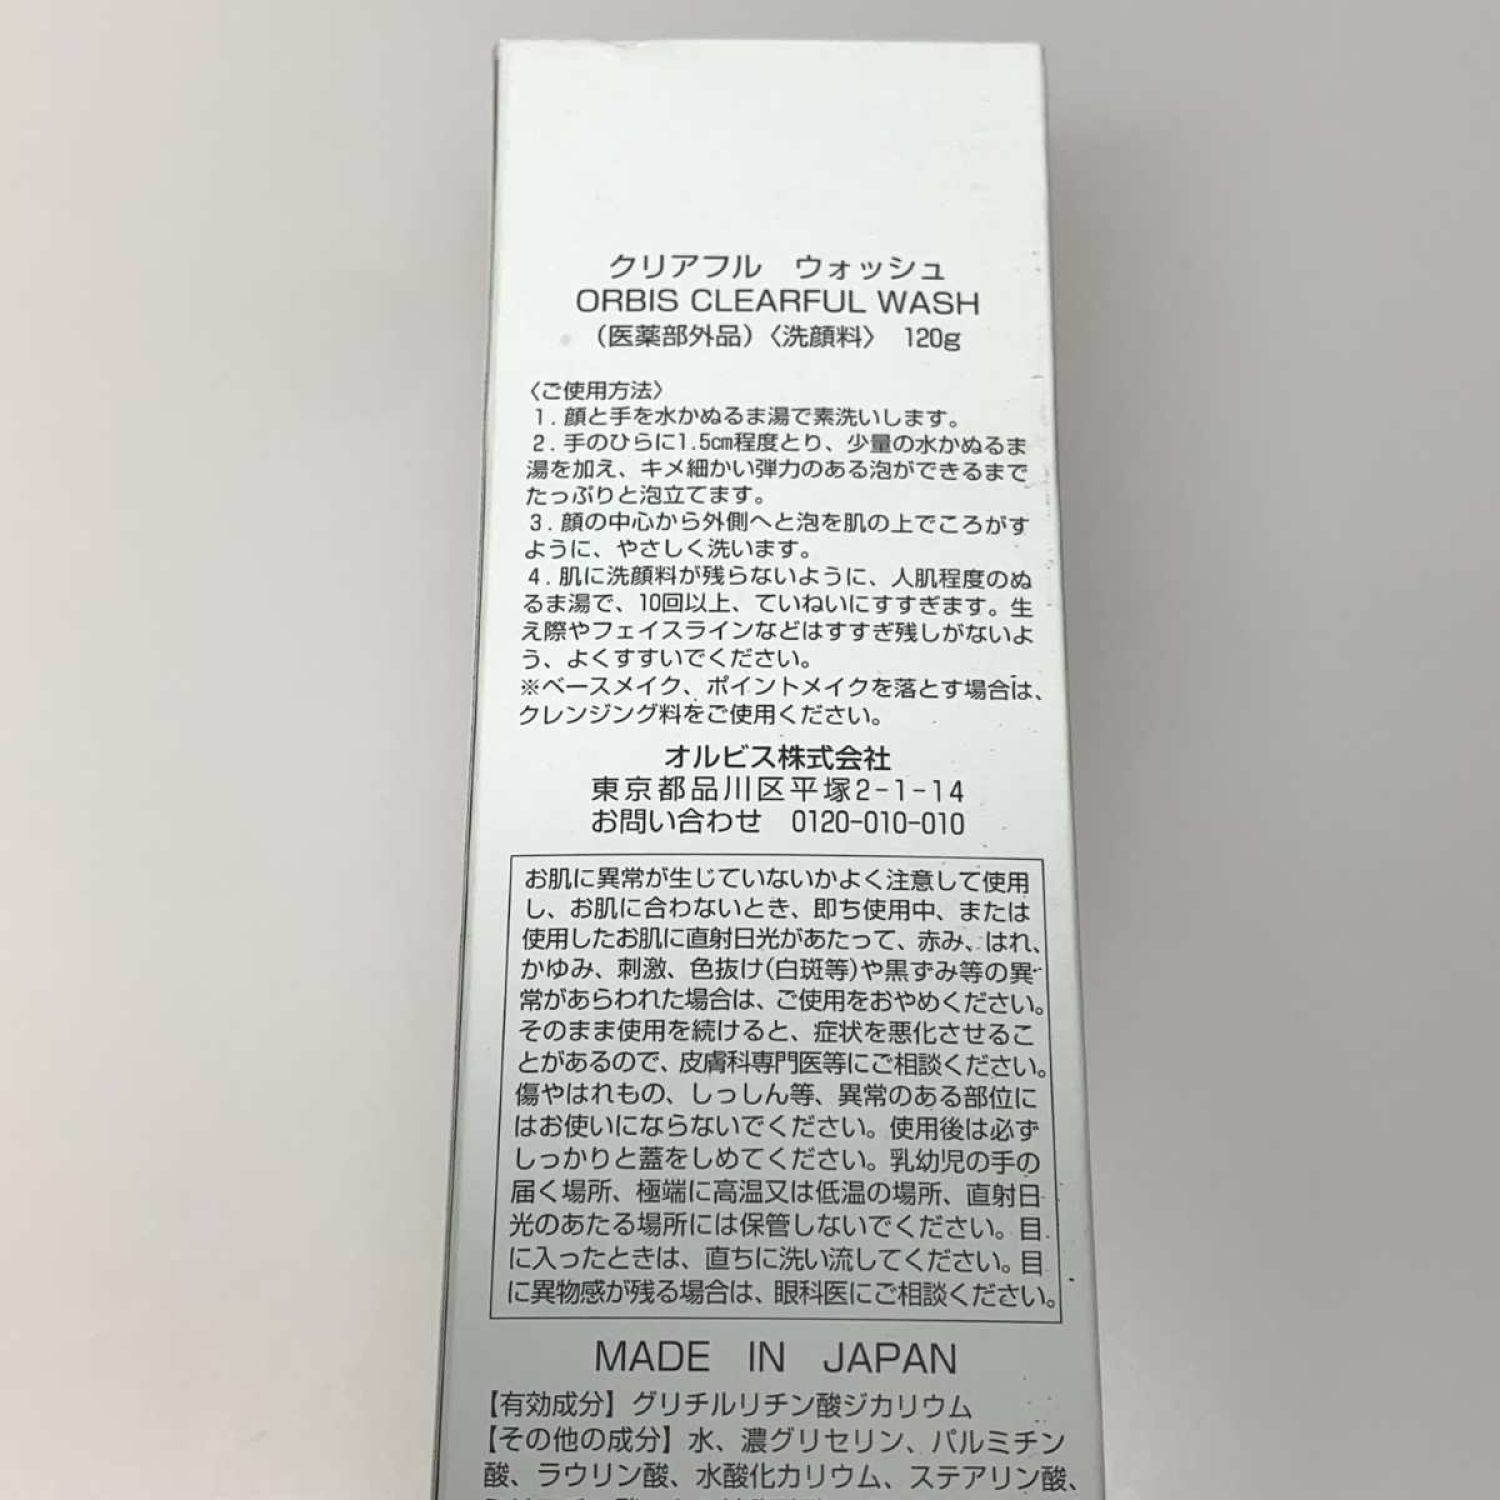 クリアフル ウォッシュ
ORBIS CLEARFUL WASH
（医薬部外品）〈洗顔料〉 120g
〈ご使用方法〉
1. 顔と手を水かぬるま湯で素洗いします。
2. 手のひらに1.5㎝程度とり、少量の水かぬるま
湯を加え、キメ細かい弾力のある泡ができるまで
たっぷりと泡立てます。
3. 顔の中心から外側へと泡を肌の上でころがす
ように、やさしく洗います。
4. 肌に洗顔料が残らないように、人肌程度のぬ
るま湯で、10回以上、ていねいにすすぎます。生
え際やフェイスラインなどはすすぎ残しがないよ
う、よくすすいでください。
※ベースメイク、ポイントメイクを落とす場合は、
クレンジング料をご使用ください。
オルビス株式会社
東京都品川区平塚2-1-14
お問い合わせ 0120-010-010
お肌に異常が生じていないかよく注意して使用
し、お肌に合わないとき、即ち使用中、または
使用したお肌に直射日光があたって、赤み、はれ、
かゆみ、刺激、色抜け(白斑等)や黒ずみ等の異
常があらわれた場合は、ご使用をおやめください。
そのまま使用を続けると、症状を悪化させるこ
とがあるので、皮膚科専門医等にご相談ください。
傷やはれもの、しっしん等、異常のある部位に
はお使いにならないでください。使用後は必ず
しっかりと蓋をしめてください。乳幼児の手の
届く場所、極端に高温又は低温の場所、直射日
光のあたる場所には保管しないでください。目
に入ったときは、直ちに洗い流してください。目
に異物感が残る場合は、眼科医にご相談ください。
MADE IN JAPAN
【有効成分】グリチルリチン酸ジカリウム
【その他の成分】水、濃グリセリン、パルミチン
酸、ラウリン酸、水酸化カリウム、ステアリン酸、